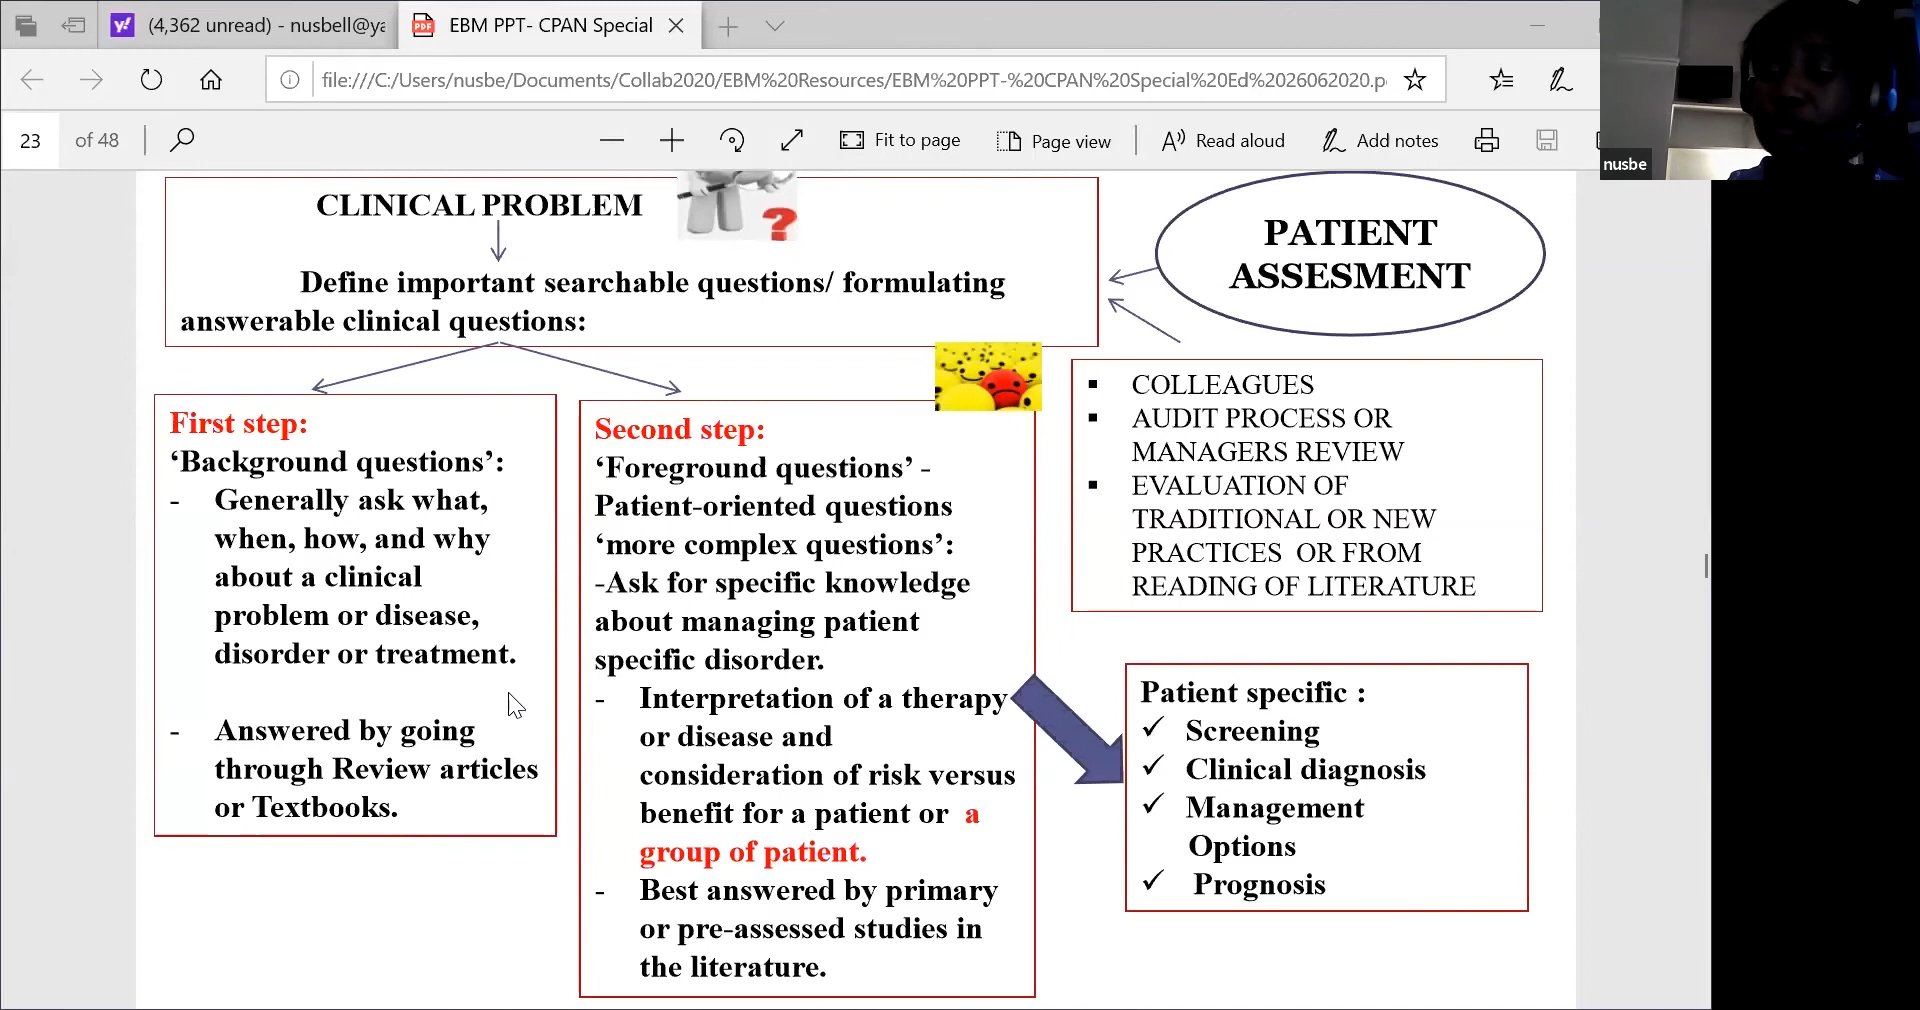 (4,362 unread) - nusbell@ya
PDF
EBM PPT- CPAN Special
file:///C:/Users/nusbe/Documents/Collab2020/EBM%20Resources/EBM%20PPT-%20CPAN%20Special%20Ed%2026062020.p
23 of 48
Fit to page
Page view
Read aloud
Add notes
nusbe
CLINICAL PROBLEM
?
Define important searchable questions/ formulating
answerable clinical questions:
PATIENT
ASSESMENT
First step:
‘Background questions’:
- Generally ask what,
when, how, and why
about a clinical
problem or disease,
disorder or treatment.
- Answered by going
through Review articles
or Textbooks.
Second step:
‘Foreground questions’ -
Patient-oriented questions
‘more complex questions’:
-Ask for specific knowledge
about managing patient
specific disorder.
- Interpretation of a therapy
or disease and
consideration of risk versus
benefit for a patient or a
group of patient.
- Best answered by primary
or pre-assessed studies in
the literature.
▪ COLLEAGUES
▪ AUDIT PROCESS OR
MANAGERS REVIEW
▪ EVALUATION OF
TRADITIONAL OR NEW
PRACTICES OR FROM
READING OF LITERATURE
Patient specific :
✓ Screening
✓ Clinical diagnosis
✓ Management
Options
✓ Prognosis